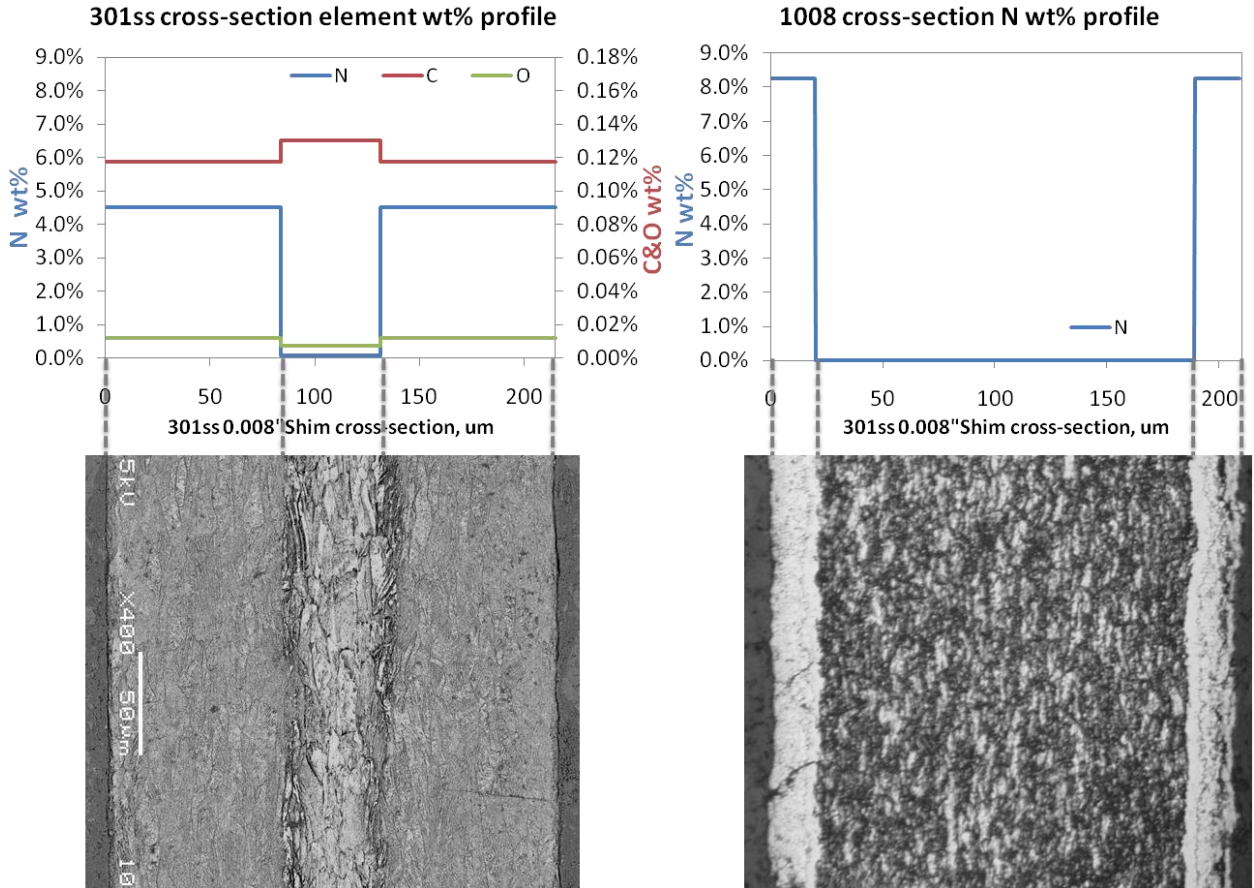 301ss cross-section element wt% profile
9.0%
8.0%
7.0%
6.0%
5.0%
4.0%
3.0%
2.0%
1.0%
0.0%
N wt%
N C O
0.18%
0.16%
0.14%
0.12%
0.10%
0.08%
0.06%
0.04%
0.02%
0.00%
C&O wt%
0 50 100 150 200
301ss 0.008"Shim cross-section, um
5kV X400 50µm 10
1008 cross-section N wt% profile
9.0%
8.0%
7.0%
6.0%
5.0%
4.0%
3.0%
2.0%
1.0%
0.0%
N wt%
N
0 50 100 150 200
301ss 0.008"Shim cross-section, um